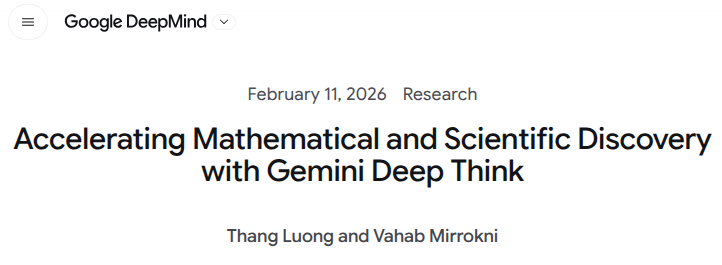 Google DeepMind
February 11, 2026 Research
Accelerating Mathematical and Scientific Discovery
with Gemini Deep Think
Thang Luong and Vahab Mirrokni